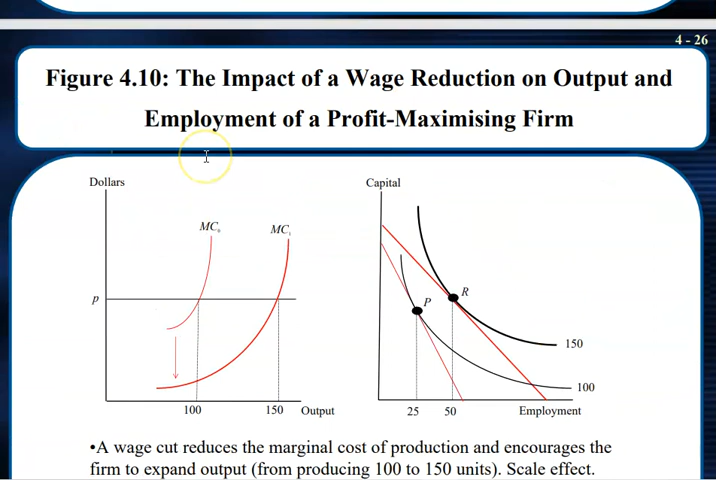 4 - 26
Figure 4.10: The Impact of a Wage Reduction on Output and
Employment of a Profit-Maximising Firm
Dollars
MC₀
MC₁
p
100
150
Output
Capital
P
R
150
100
25
50
Employment
•A wage cut reduces the marginal cost of production and encourages the
firm to expand output (from producing 100 to 150 units). Scale effect.